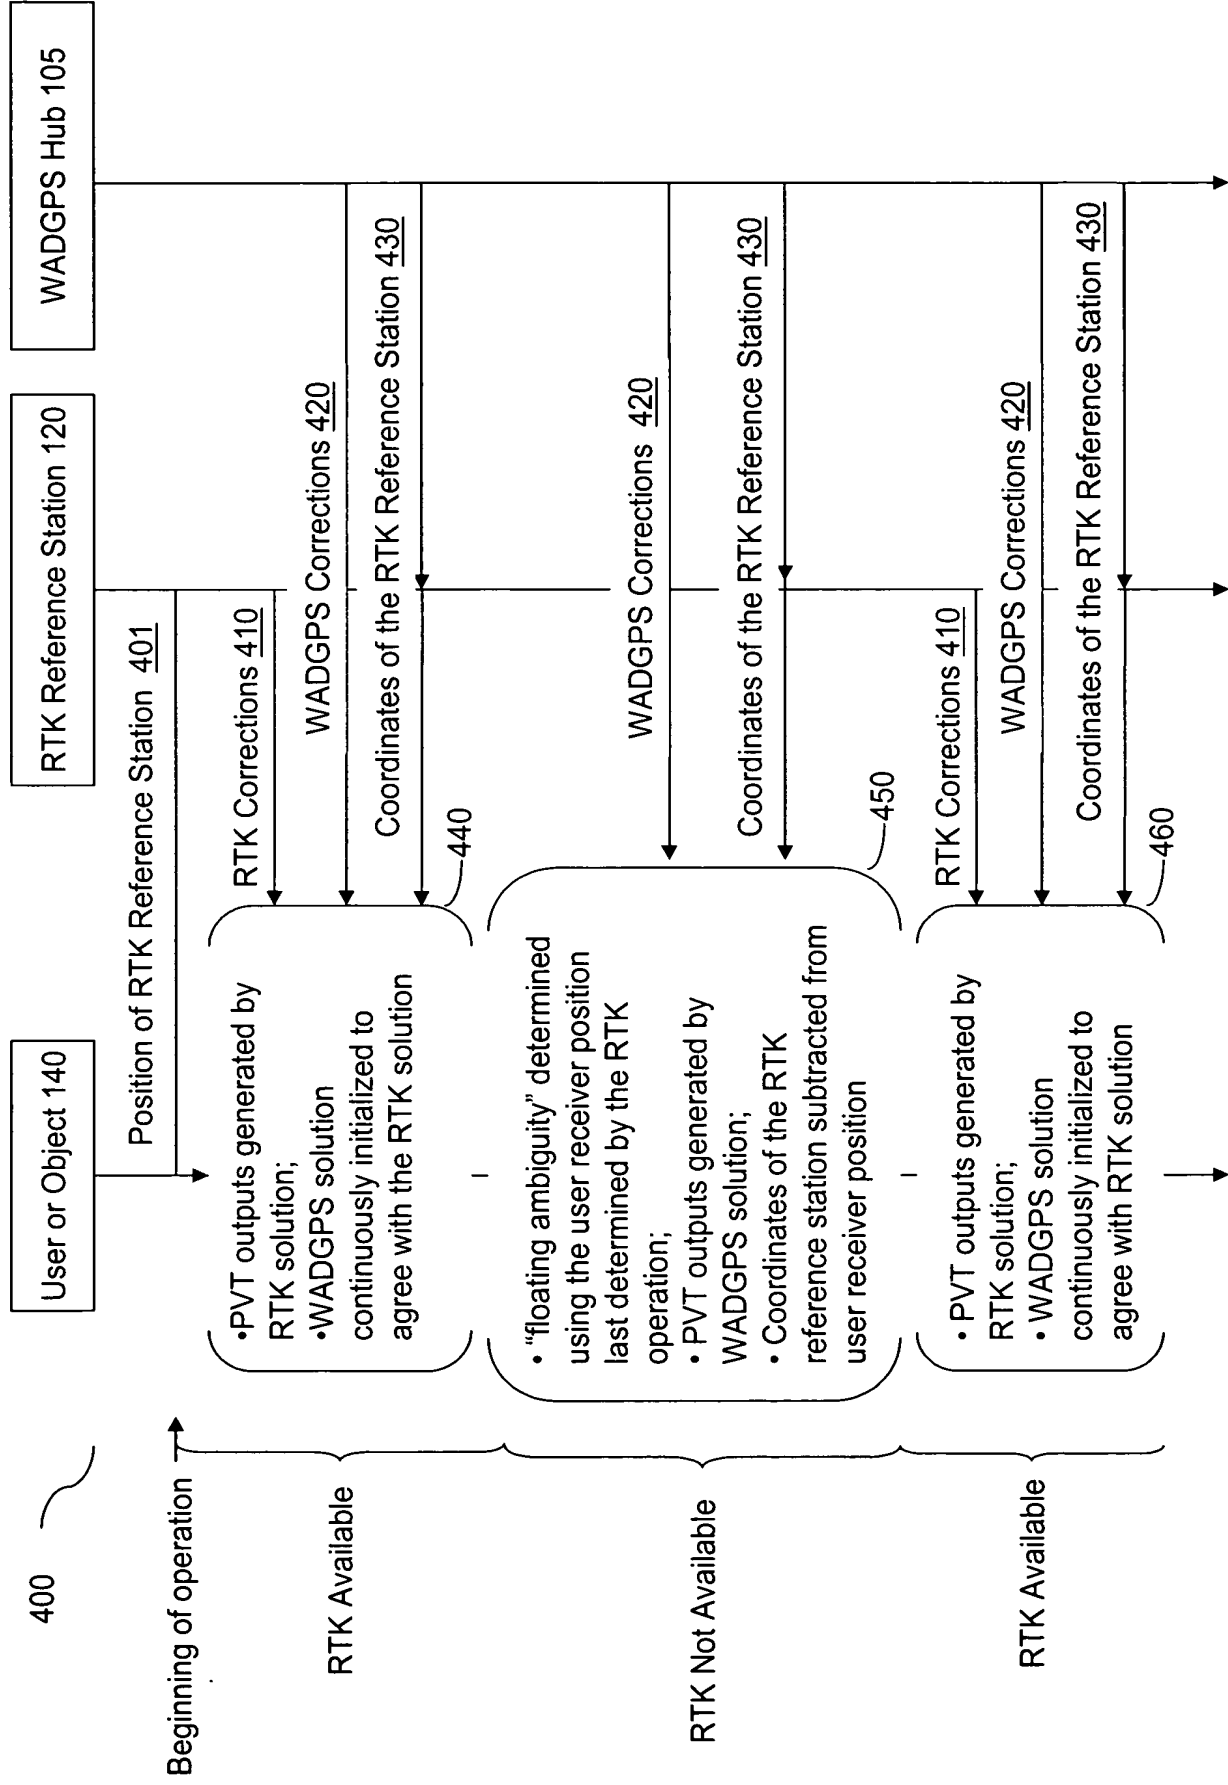 400
User or Object 140
RTK Reference Station 120
WADGPS Hub 105
Beginning of operation
Position of RTK Reference Station 401
RTK Available
•PVT outputs generated by
RTK solution;
•WADGPS solution
continuously initialized to
agree with the RTK solution
440
RTK Corrections 410
WADGPS Corrections 420
Coordinates of the RTK Reference Station 430
RTK Not Available
• "floating ambiguity" determined
using the user receiver position
last determined by the RTK
operation;
• PVT outputs generated by
WADGPS solution;
• Coordinates of the RTK
reference station subtracted from
user receiver position
450
WADGPS Corrections 420
Coordinates of the RTK Reference Station 430
RTK Available
• PVT outputs generated by
RTK solution;
• WADGPS solution
continuously initialized to
agree with RTK solution
460
RTK Corrections 410
WADGPS Corrections 420
Coordinates of the RTK Reference Station 430